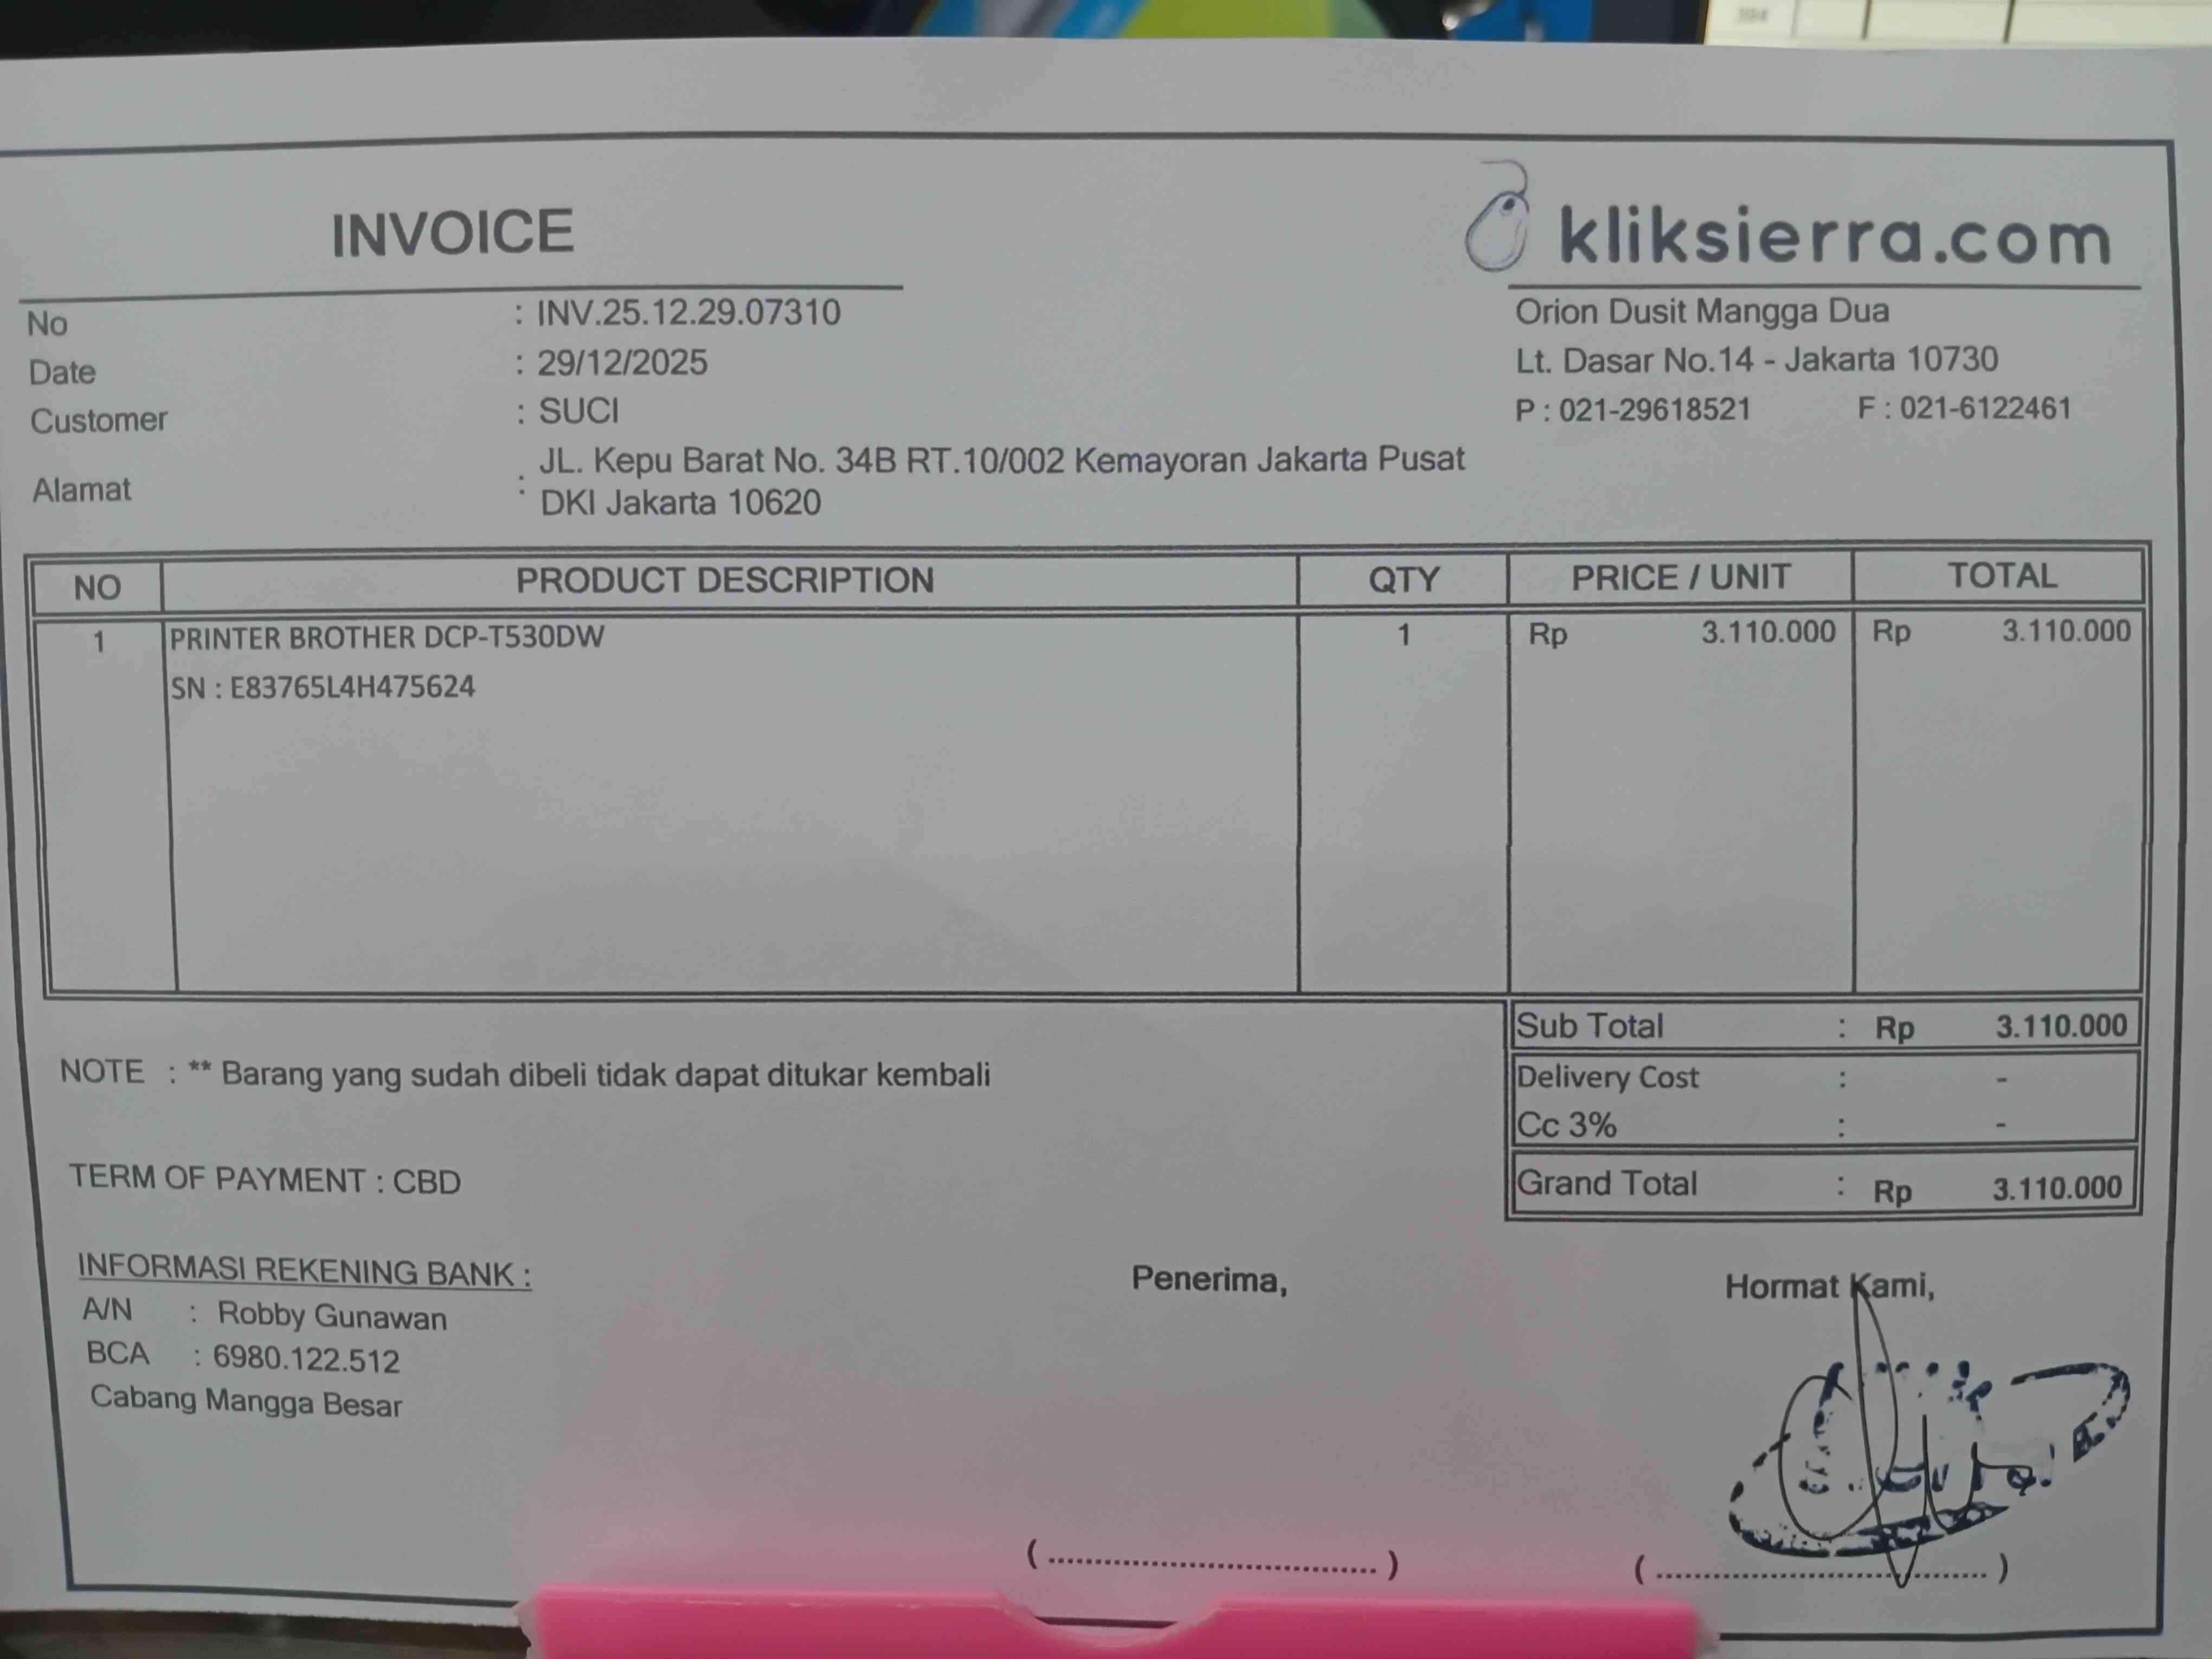 INVOICE
kliksierra.com
No : INV.25.12.29.07310
Date : 29/12/2025
Customer : SUCI
Alamat : JL. Kepu Barat No. 34B RT.10/002 Kemayoran Jakarta Pusat
DKI Jakarta 10620
Orion Dusit Mangga Dua
Lt. Dasar No.14 - Jakarta 10730
P : 021-29618521 F : 021-6122461
NO PRODUCT DESCRIPTION QTY PRICE / UNIT TOTAL
1 PRINTER BROTHER DCP-T530DW 1 Rp 3.110.000 Rp 3.110.000
SN : E83765L4H475624
Sub Total : Rp 3.110.000
Delivery Cost : -
Cc 3% : -
Grand Total : Rp 3.110.000
NOTE : ** Barang yang sudah dibeli tidak dapat ditukar kembali
TERM OF PAYMENT : CBD
INFORMASI REKENING BANK :
A/N : Robby Gunawan
BCA : 6980.122.512
Cabang Mangga Besar
Penerima,
Hormat Kami,
( .................................... )
( .................................... )